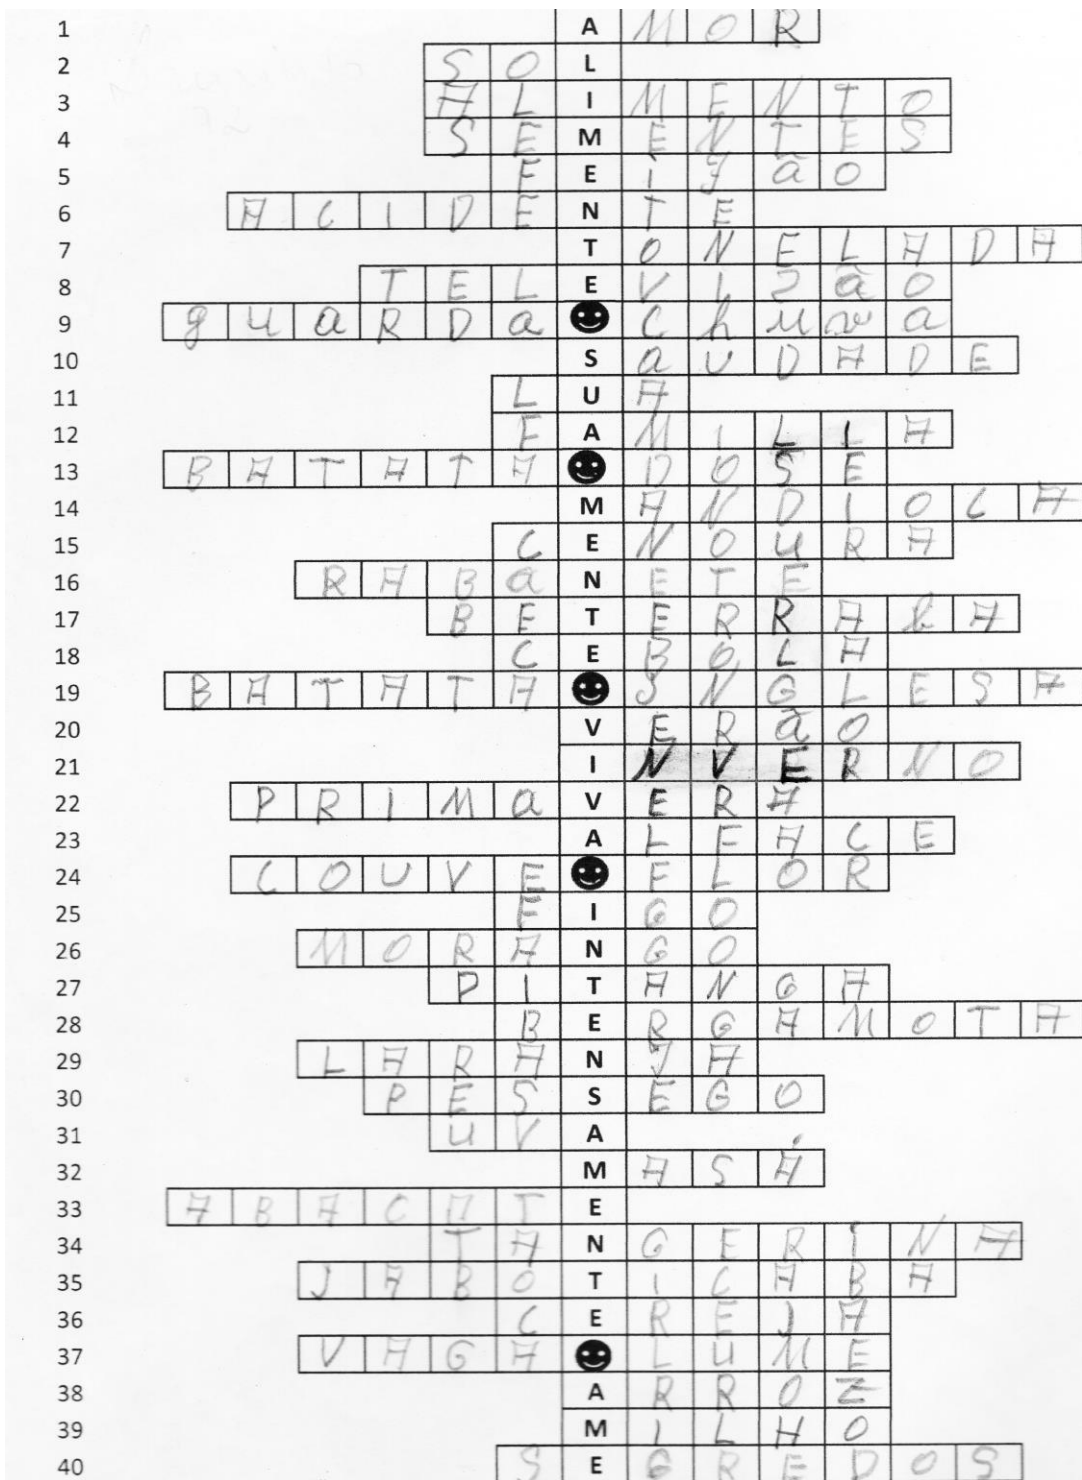 1 AMOR
2 SOL
3 ALIMENTO
4 SEMENTES
5 FEIJãO
6 ACIDENTE
7 TONELADA
8 TELEVISãO
9 guaRDa Chuva
10 SaUDADE
11 LUA
12 FAMILIA
13 BATATA DOSE
14 MANDIOCA
15 CENOURA
16 RABaNETE
17 BETERRAbA
18 CEBOLA
19 BATATA INGLESA
20 VERãO
21 INVERNO
22 PRIMaVERA
23 ALFACE
24 COUVE FLOR
25 FIGO
26 MORANGO
27 PITANGA
28 BERGAMOTA
29 LARANJA
30 PESSEGO
31 UVA
32 MASÁ
33 ABACATE
34 TANGERINA
35 JABOTICABA
36 CEREJA
37 VAGA LUME
38 ARROZ
39 MILHO
40 SEGREDOS